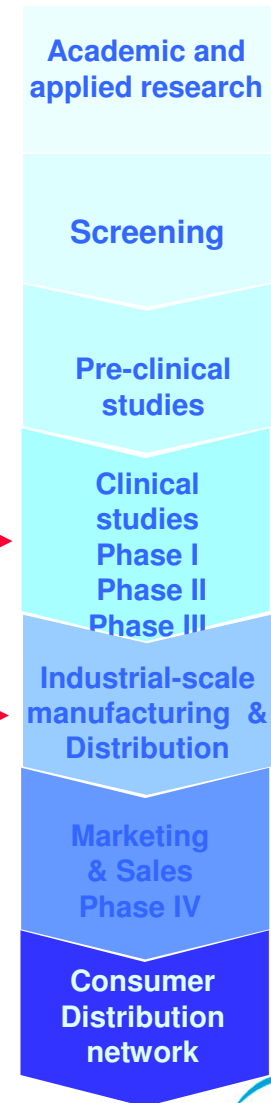 Academic and
applied research
Screening
Pre-clinical
studies
Clinical
studies
Phase I
Phase II
Phase III
Industrial-scale
manufacturing &
Distribution
Marketing
& Sales
Phase IV
Consumer
Distribution
network